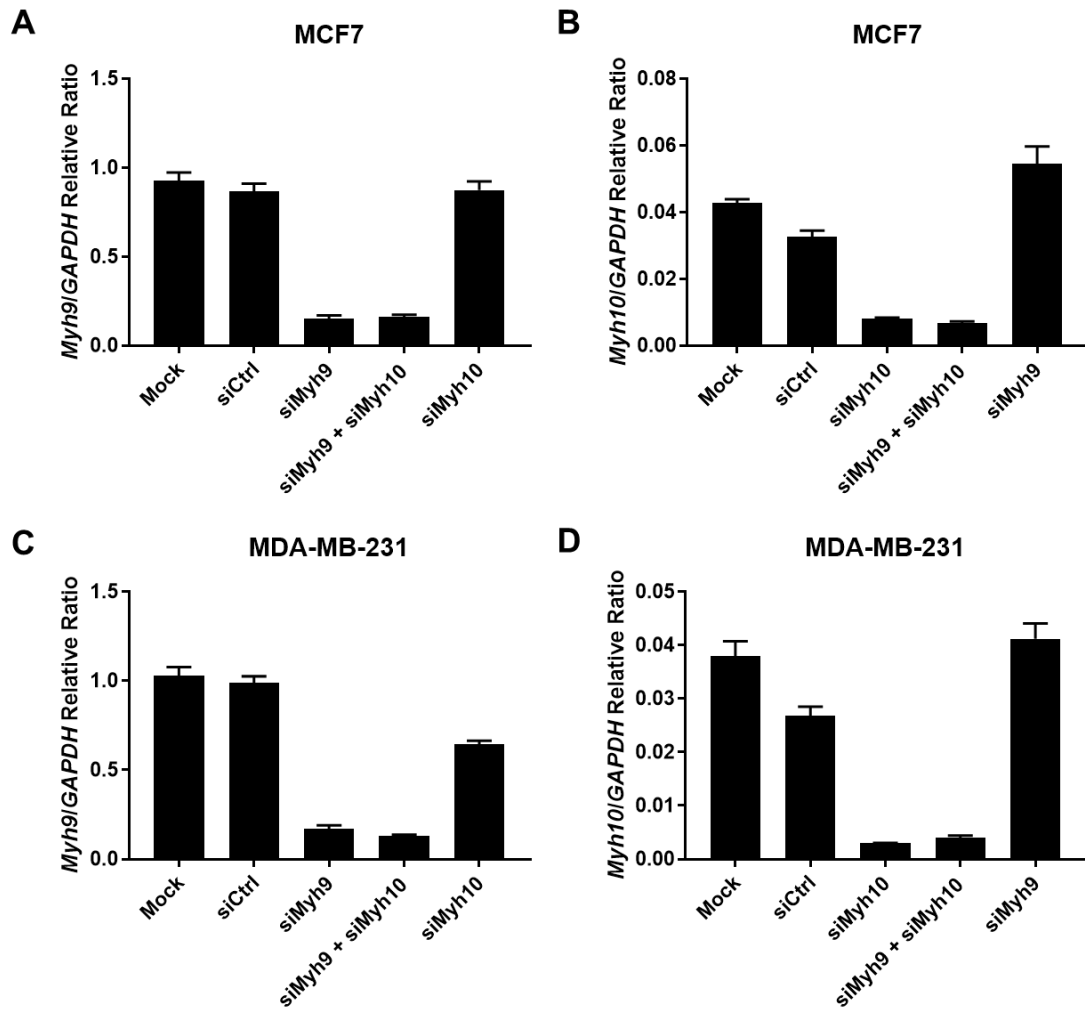 A
MCF7
Myh9/GAPDH Relative Ratio
1.5
1.0
0.5
0.0
Mock
siCtrl
siMyh9
siMyh9 + siMyh10
siMyh10
B
MCF7
Myh10/GAPDH Relative Ratio
0.08
0.06
0.04
0.02
0.00
Mock
siCtrl
siMyh10
siMyh9 + siMyh10
siMyh9
C
MDA-MB-231
Myh9/GAPDH Relative Ratio
1.5
1.0
0.5
0.0
Mock
siCtrl
siMyh9
siMyh9 + siMyh10
siMyh10
D
MDA-MB-231
Myh10/GAPDH Relative Ratio
0.05
0.04
0.03
0.02
0.01
0.00
Mock
siCtrl
siMyh10
siMyh9 + siMyh10
siMyh9